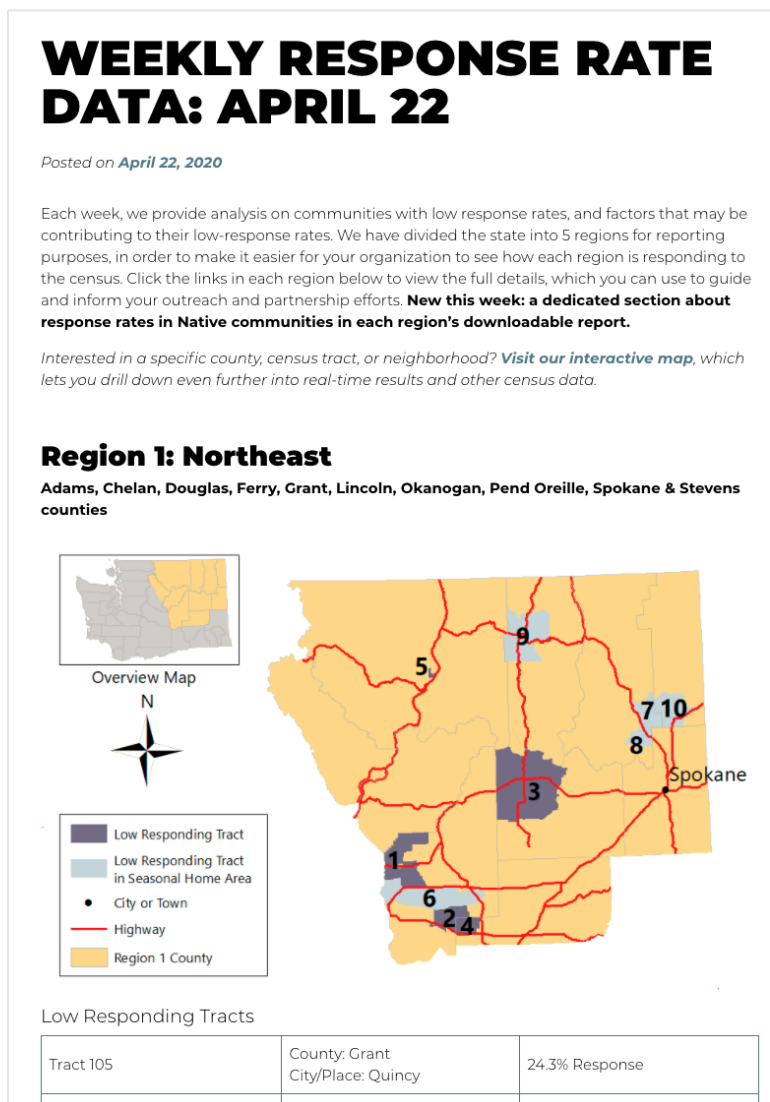 WEEKLY RESPONSE RATE
DATA: APRIL 22
Posted on April 22, 2020
Each week, we provide analysis on communities with low response rates, and factors that may be
contributing to their low-response rates. We have divided the state into 5 regions for reporting
purposes, in order to make it easier for your organization to see how each region is responding to
the census. Click the links in each region below to view the full details, which you can use to guide
and inform your outreach and partnership efforts. New this week: a dedicated section about
response rates in Native communities in each region's downloadable report.
Interested in a specific county, census tract, or neighborhood? Visit our interactive map, which
lets you drill down even further into real-time results and other census data.
Region 1: Northeast
Adams, Chelan, Douglas, Ferry, Grant, Lincoln, Okanogan, Pend Oreille, Spokane & Stevens
counties
Overview Map
N
9
5
7 10
8
Spokane
3
1
6
2 4
Low Responding Tract
Low Responding Tract
in Seasonal Home Area
City or Town
Highway
Region 1 County
Low Responding Tracts
Tract 105
County: Grant
City/Place: Quincy
24.3% Response